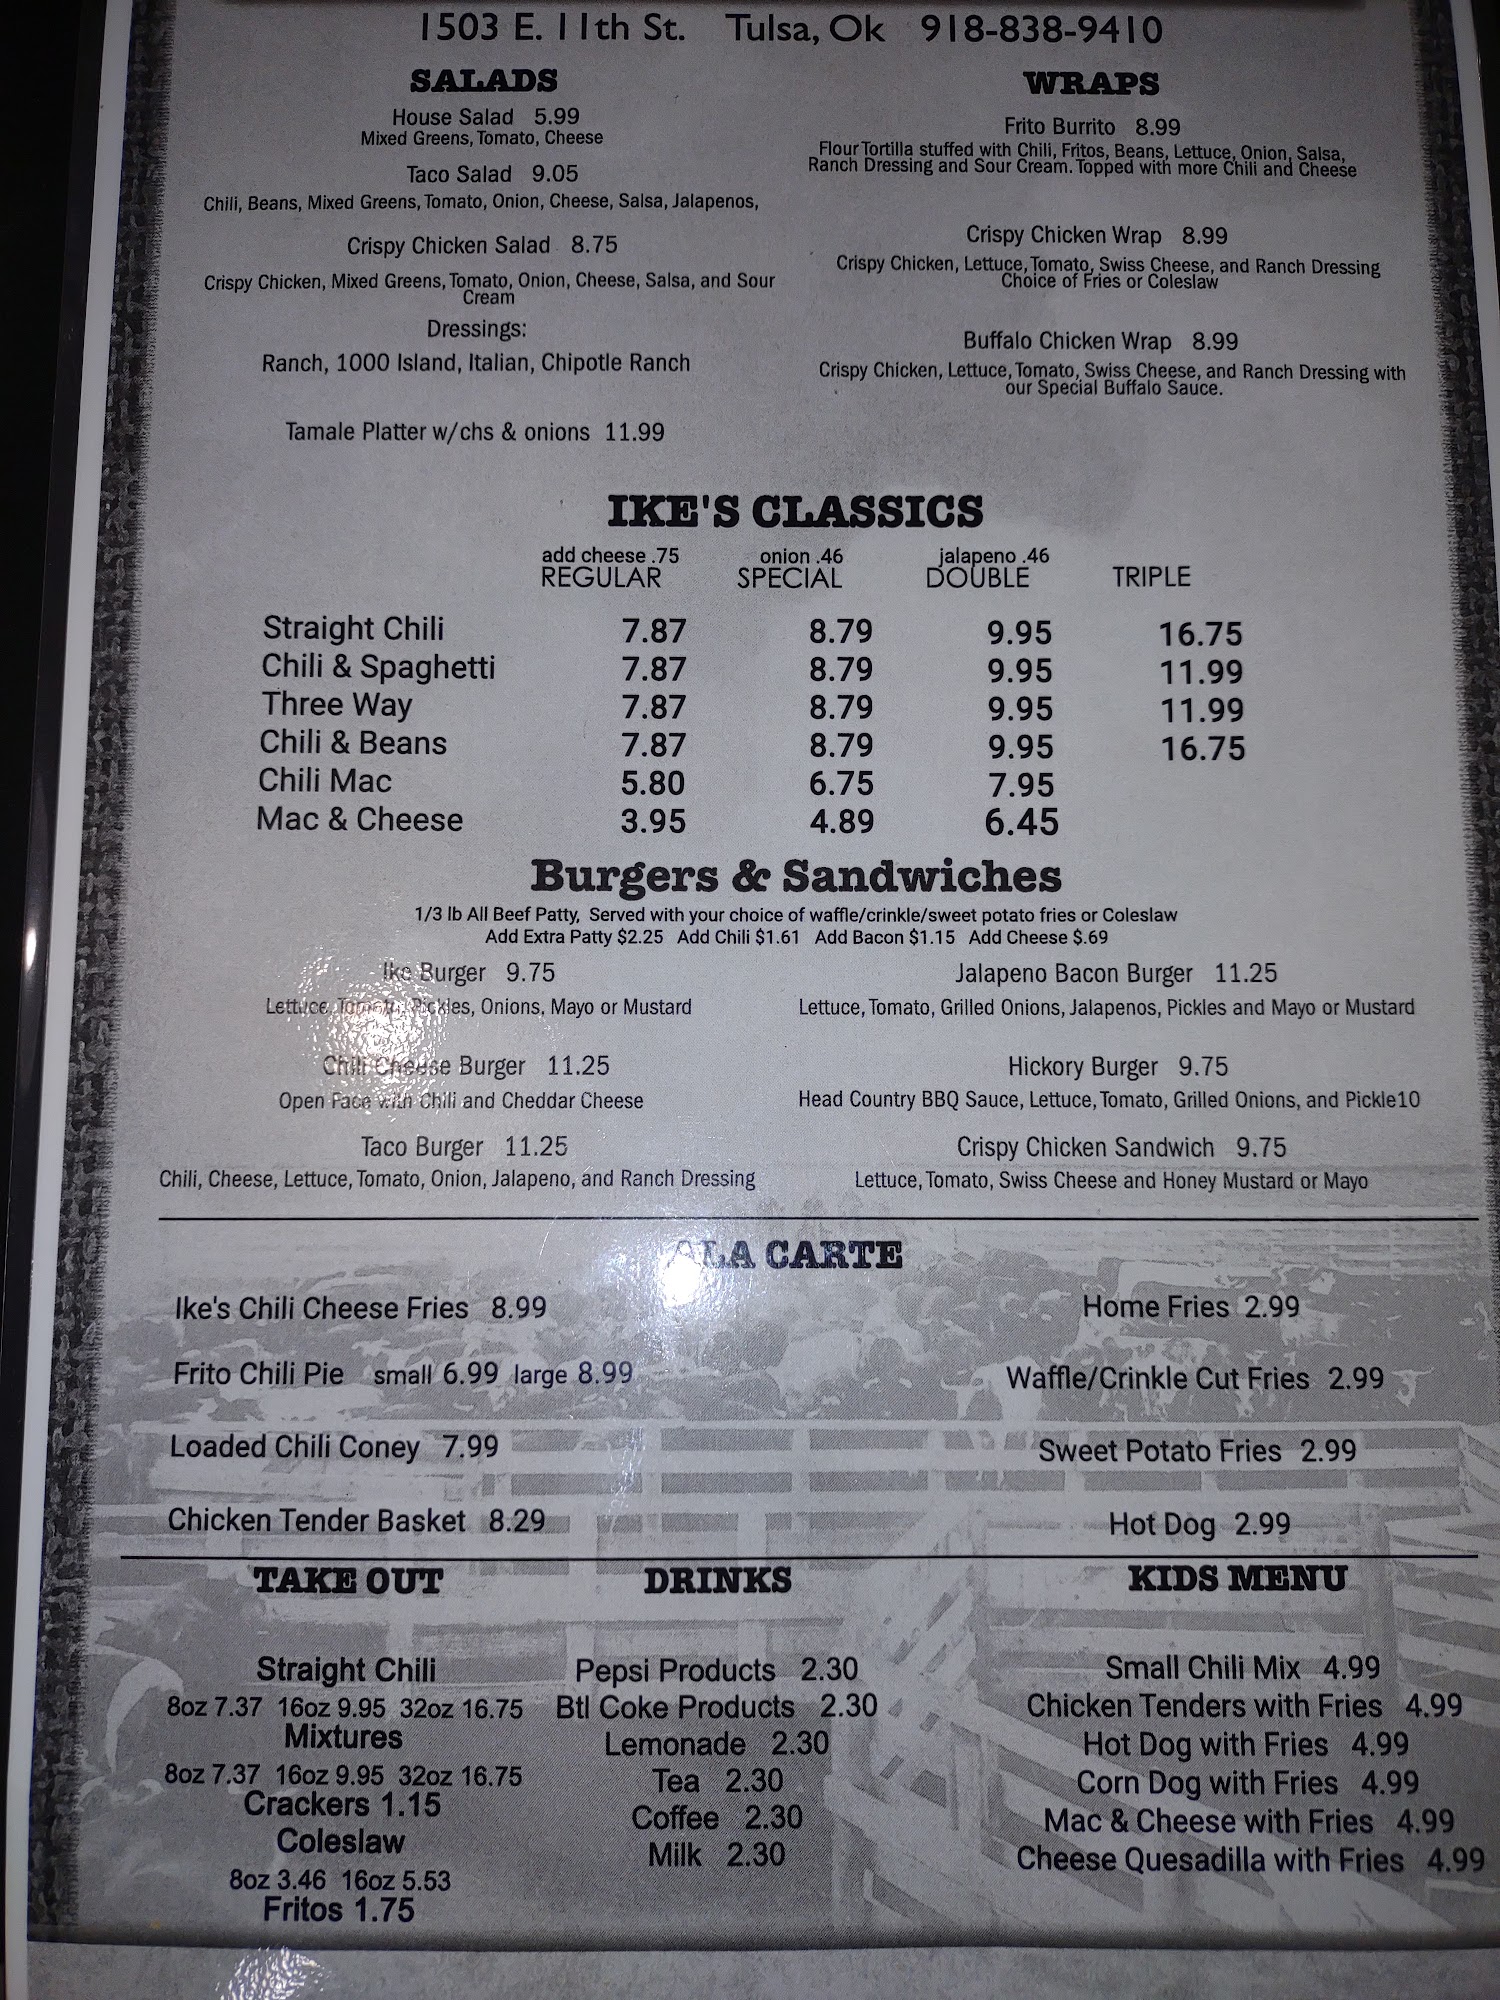 1503 E. 11th St. Tulsa, Ok 918-838-9410
SALADS
House Salad 5.99
Mixed Greens, Tomato, Cheese
Taco Salad 9.05
Chili, Beans, Mixed Greens, Tomato, Onion, Cheese, Salsa, Jalapenos,
Crispy Chicken Salad 8.75
Crispy Chicken, Mixed Greens, Tomato, Onion, Cheese, Salsa, and Sour
Cream
Dressings:
Ranch, 1000 Island, Italian, Chipotle Ranch
Tamale Platter w/chs & onions 11.99
WRAPS
Frito Burrito 8.99
Flour Tortilla stuffed with Chili, Fritos, Beans, Lettuce, Onion, Salsa,
Ranch Dressing and Sour Cream. Topped with more Chili and Cheese
Crispy Chicken Wrap 8.99
Crispy Chicken, Lettuce, Tomato, Swiss Cheese, and Ranch Dressing
Choice of Fries or Coleslaw
Buffalo Chicken Wrap 8.99
Crispy Chicken, Lettuce, Tomato, Swiss Cheese, and Ranch Dressing with
our Special Buffalo Sauce.
IKE'S CLASSICS
add cheese .75 onion .46 jalapeno .46
REGULAR SPECIAL DOUBLE TRIPLE
Straight Chili 7.87 8.79 9.95 16.75
Chili & Spaghetti 7.87 8.79 9.95 11.99
Three Way 7.87 8.79 9.95 11.99
Chili & Beans 7.87 8.79 9.95 16.75
Chili Mac 5.80 6.75 7.95
Mac & Cheese 3.95 4.89 6.45
Burgers & Sandwiches
1/3 lb All Beef Patty, Served with your choice of waffle/crinkle/sweet potato fries or Coleslaw
Add Extra Patty $2.25 Add Chili $1.61 Add Bacon $1.15 Add Cheese $.69
Ike Burger 9.75
Lettuce, Tomato, Pickles, Onions, Mayo or Mustard
Chili Cheese Burger 11.25
Open Face with Chili and Cheddar Cheese
Taco Burger 11.25
Chili, Cheese, Lettuce, Tomato, Onion, Jalapeno, and Ranch Dressing
Jalapeno Bacon Burger 11.25
Lettuce, Tomato, Grilled Onions, Jalapenos, Pickles and Mayo or Mustard
Hickory Burger 9.75
Head Country BBQ Sauce, Lettuce, Tomato, Grilled Onions, and Pickle10
Crispy Chicken Sandwich 9.75
Lettuce, Tomato, Swiss Cheese and Honey Mustard or Mayo
ALA CARTE
Ike's Chili Cheese Fries 8.99
Frito Chili Pie small 6.99 large 8.99
Loaded Chili Coney 7.99
Chicken Tender Basket 8.29
Home Fries 2.99
Waffle/Crinkle Cut Fries 2.99
Sweet Potato Fries 2.99
Hot Dog 2.99
TAKE OUT
Straight Chili
8oz 7.37 16oz 9.95 32oz 16.75
Mixtures
8oz 7.37 16oz 9.95 32oz 16.75
Crackers 1.15
Coleslaw
8oz 3.46 16oz 5.53
Fritos 1.75
DRINKS
Pepsi Products 2.30
Btl Coke Products 2.30
Lemonade 2.30
Tea 2.30
Coffee 2.30
Milk 2.30
KIDS MENU
Small Chili Mix 4.99
Chicken Tenders with Fries 4.99
Hot Dog with Fries 4.99
Corn Dog with Fries 4.99
Mac & Cheese with Fries 4.99
Cheese Quesadilla with Fries 4.99